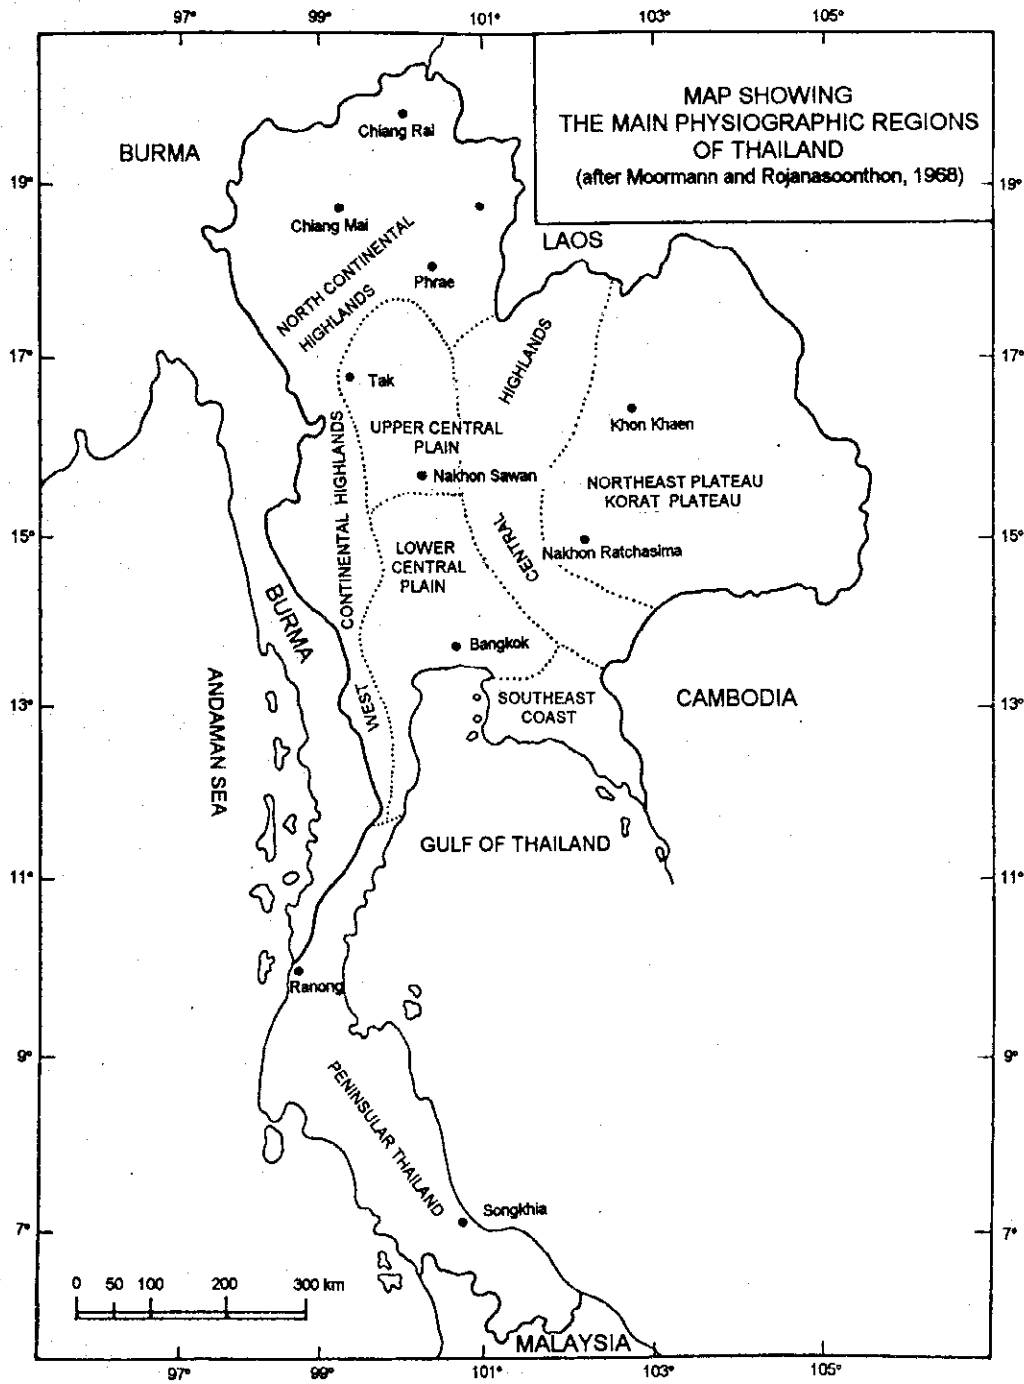 97° 99° 101° 103° 105°
MAP SHOWING
THE MAIN PHYSIOGRAPHIC REGIONS
OF THAILAND
(after Moormann and Rojanasoonthon, 1968)
Chiang Rai
BURMA
19° 19°
Chiang Mai
LAOS
NORTH CONTINENTAL
HIGHLANDS
Phrae
17° 17°
Tak
CENTRAL HIGHLANDS
Khon Khaen
UPPER CENTRAL
PLAIN
Nakhon Sawan
NORTHEAST PLATEAU
KORAT PLATEAU
15° 15°
Nakhon Ratchasima
LOWER
CENTRAL
PLAIN
WEST CONTINENTAL HIGHLANDS
BURMA
Bangkok
ANDAMAN SEA
13° 13°
SOUTHEAST
COAST
CAMBODIA
GULF OF THAILAND
11° 11°
Ranong
9° 9°
PENINSULAR THAILAND
Songkhia
7° 7°
0 50 100 200 300 km
MALAYSIA
97° 99° 101° 103° 105°